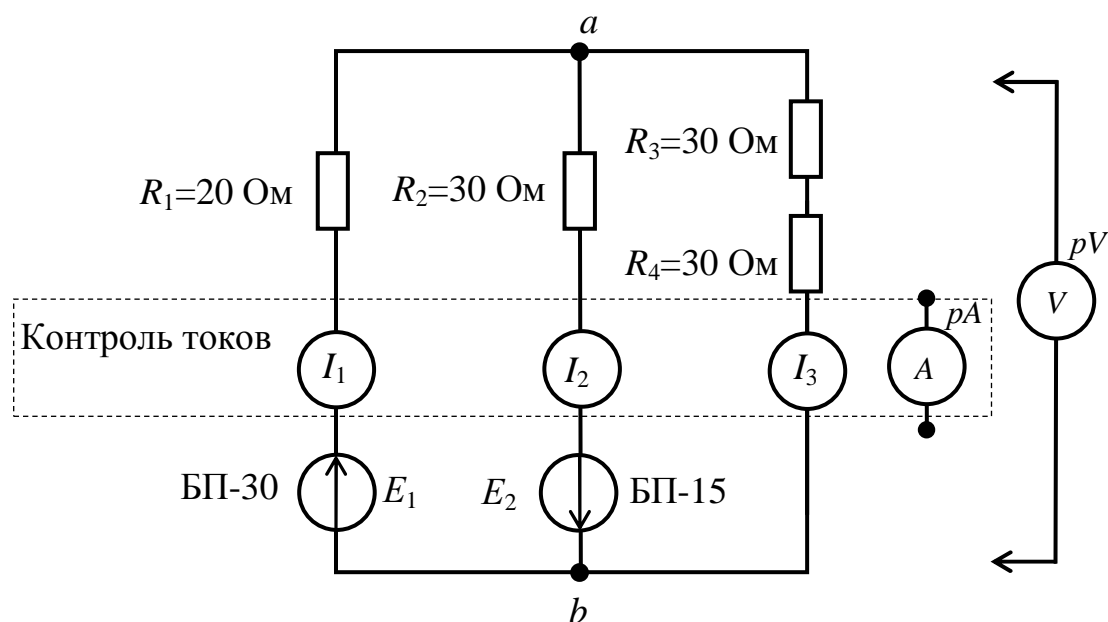 a
R₁=20 Ом
R₂=30 Ом
R₃=30 Ом
R₄=30 Ом
pV
V
Контроль токов
pA
I₁
I₂
I₃
A
БП-30
E₁
E₂
БП-15
b